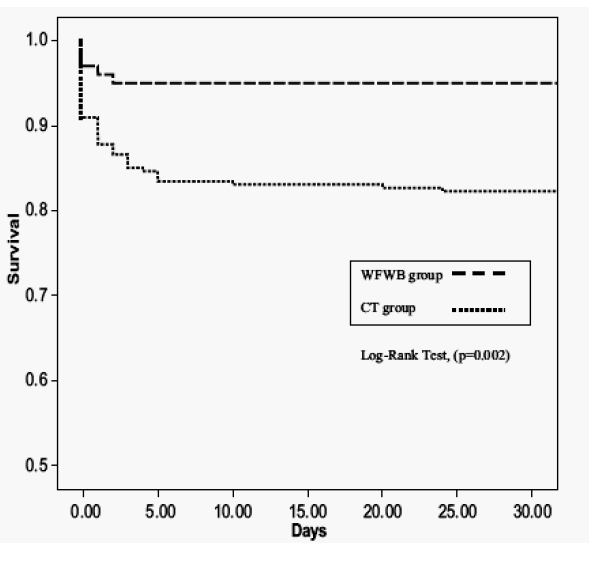 1.0
0.9
0.8
0.7
0.6
0.5
Survival
WFWB group
CT group
Log-Rank Test, (p=0.002)
0.00 5.00 10.00 15.00 20.00 25.00 30.00
Days